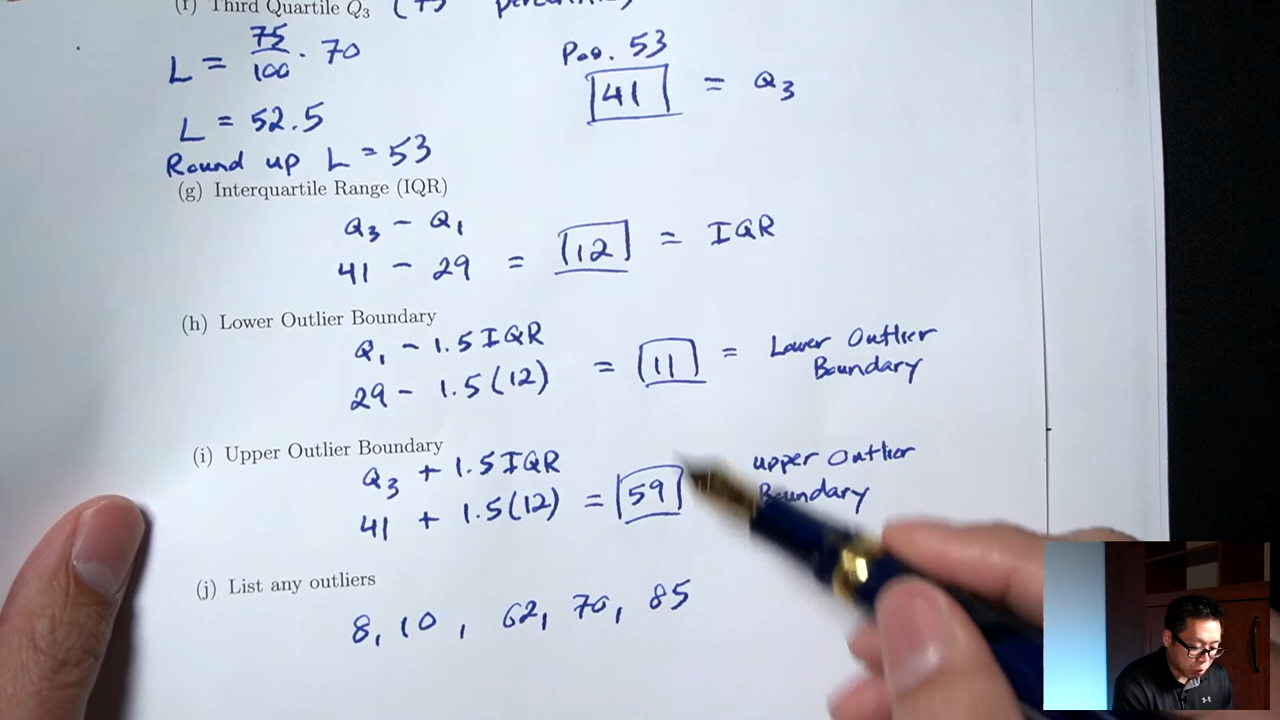 (f) Third Quartile Q₃ (75
L = 75/100 · 70
Pos. 53
41 = Q₃
L = 52.5
Round up L = 53
(g) Interquartile Range (IQR)
Q₃ - Q₁
41 - 29 = 12 = IQR
(h) Lower Outlier Boundary
Q₁ - 1.5 IQR
29 - 1.5(12) = 11 = Lower Outlier
Boundary
(i) Upper Outlier Boundary
Q₃ + 1.5 IQR
41 + 1.5(12) = 59
upper Outlier
Boundary
(j) List any outliers
8, 10, 62, 70, 85